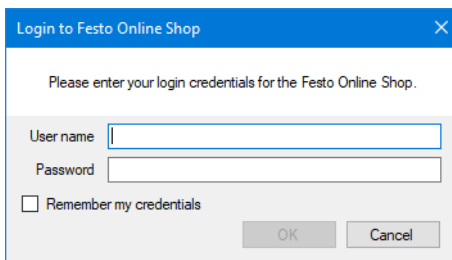 Login to Festo Online Shop
Please enter your login credentials for the Festo Online Shop.
User name
Password
Remember my credentials
OK Cancel